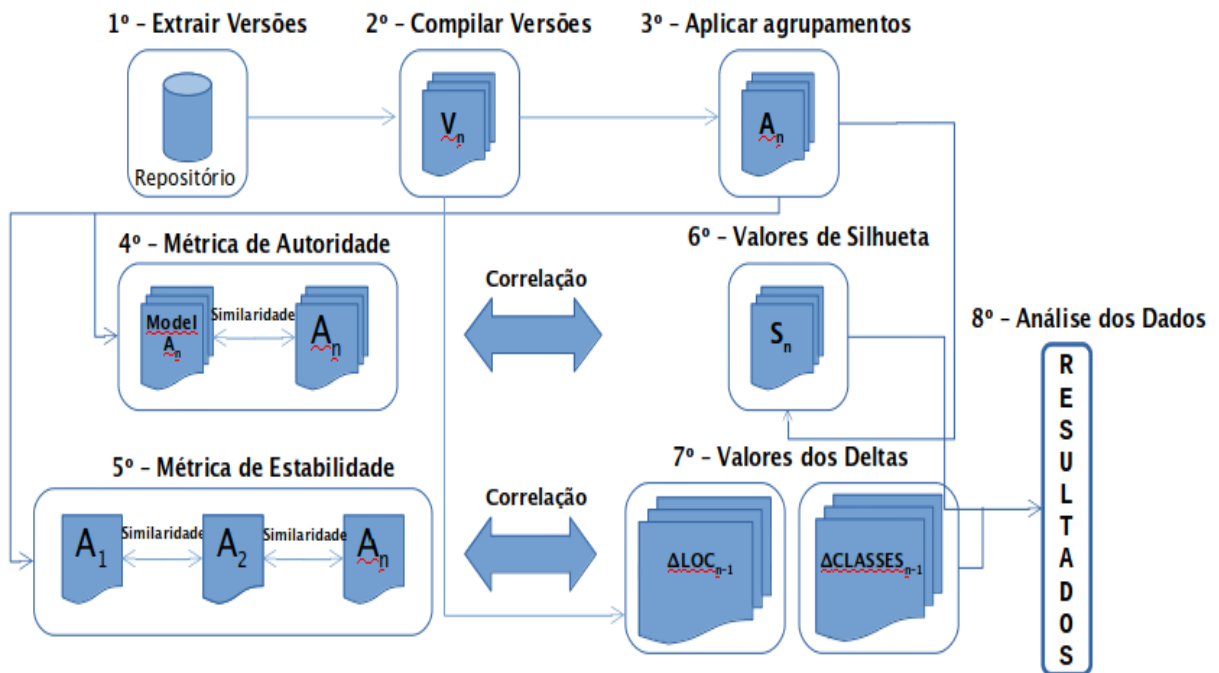 1º - Extrair Versões
2º - Compilar Versões
3º - Aplicar agrupamentos
Repositório
Vn
An
4º - Métrica de Autoridade
Model
An
Similaridade
An
Correlação
6º - Valores de Silhueta
Sn
8º - Análise dos Dados
RESULTADOS
5º - Métrica de Estabilidade
A1
Similaridade
A2
Similaridade
An
Correlação
7º - Valores dos Deltas
ΔLOCn-1
ΔCLASSESn-1